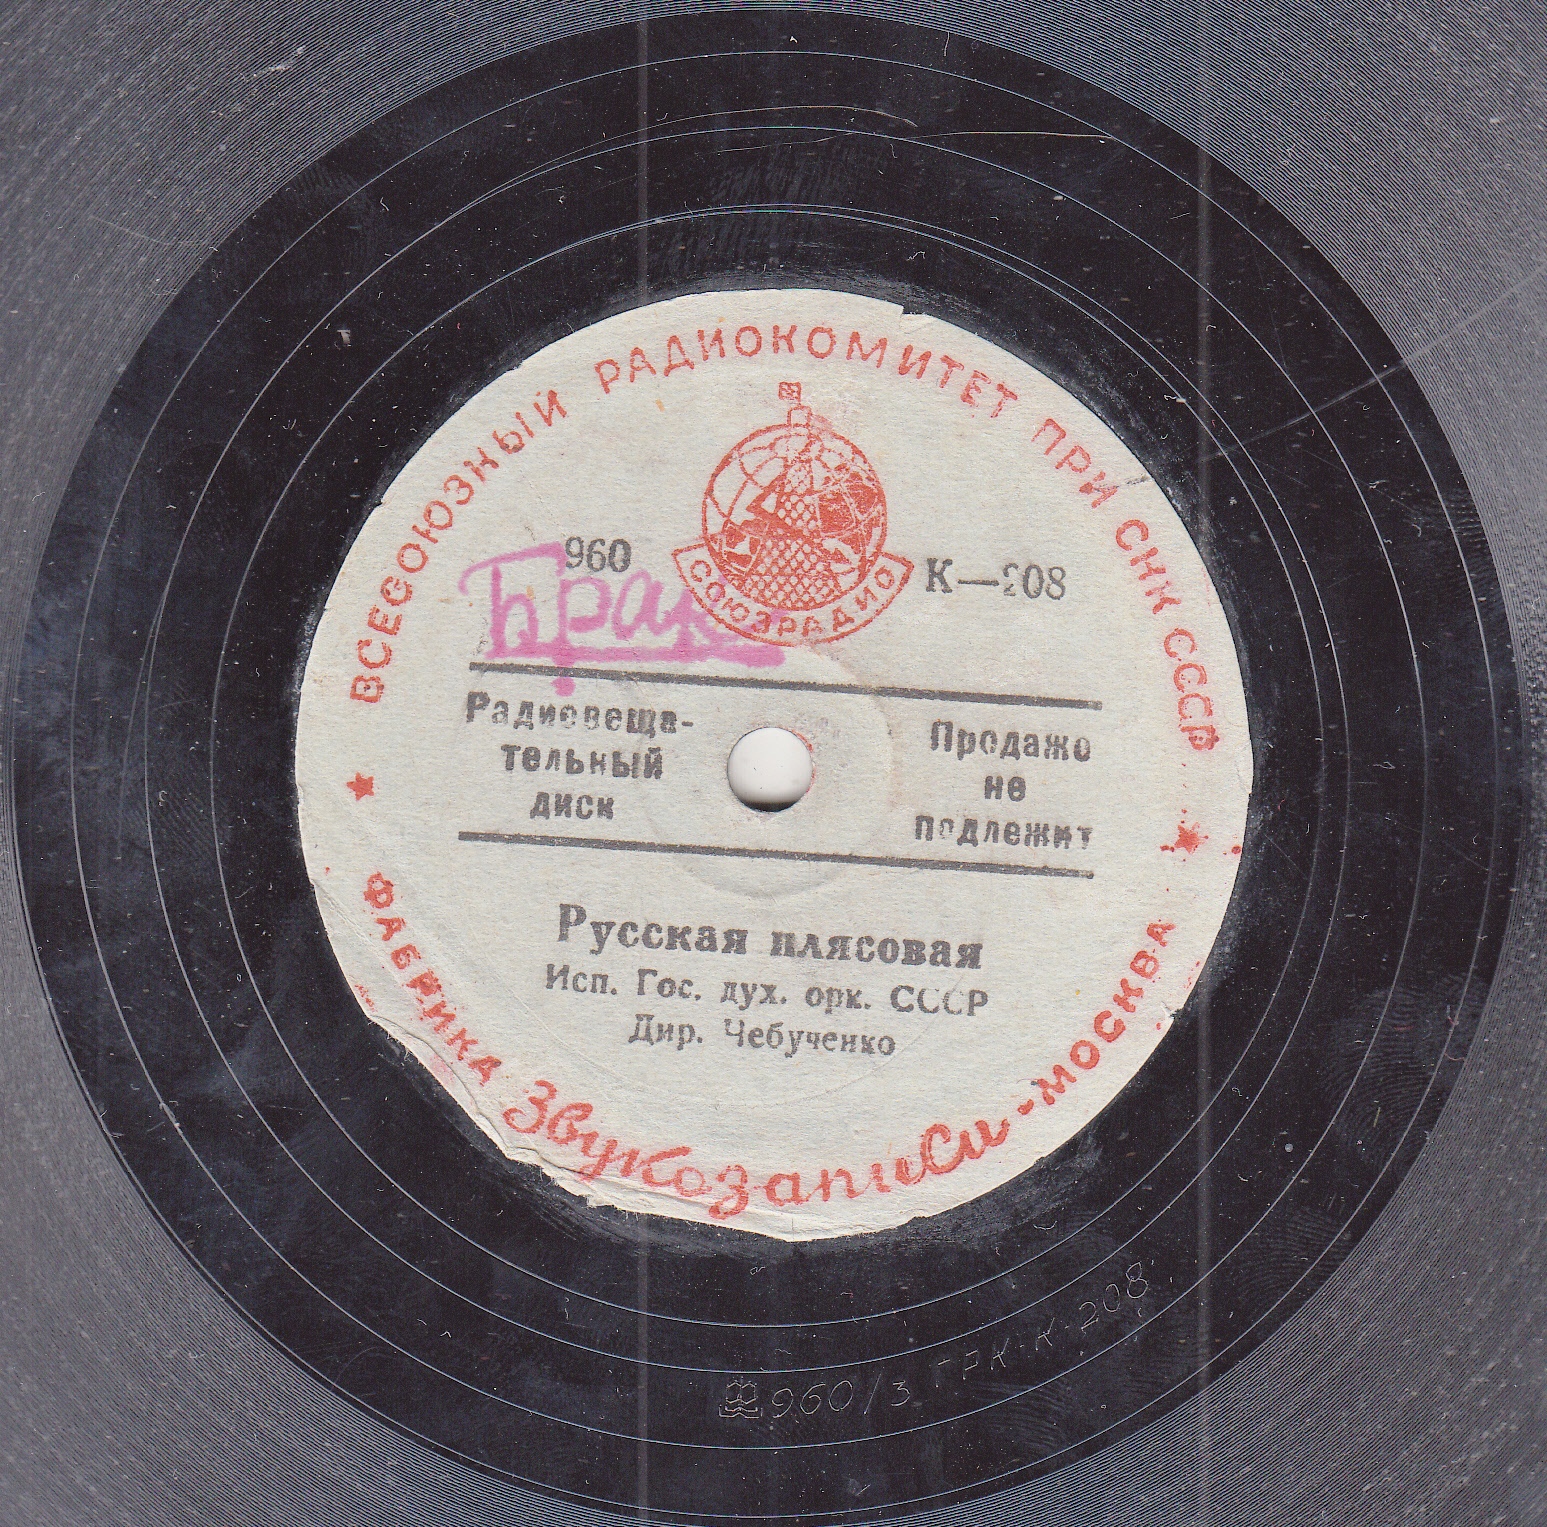 ВСЕСОЮЗНЫЙ РАДИОКОМИТЕТ ПРИ СНК СССР
СОЮЗРАДИО
960
К—208
Брак
Радиовеща-
тельный
диск
Продаже
не
подлежит
Русская плясовая
Исп. Гос. дух. орк. СССР
Дир. Чебученко
ФАБРИКА Звукозаписи - МОСКВА
960/3 ГРК-К-208